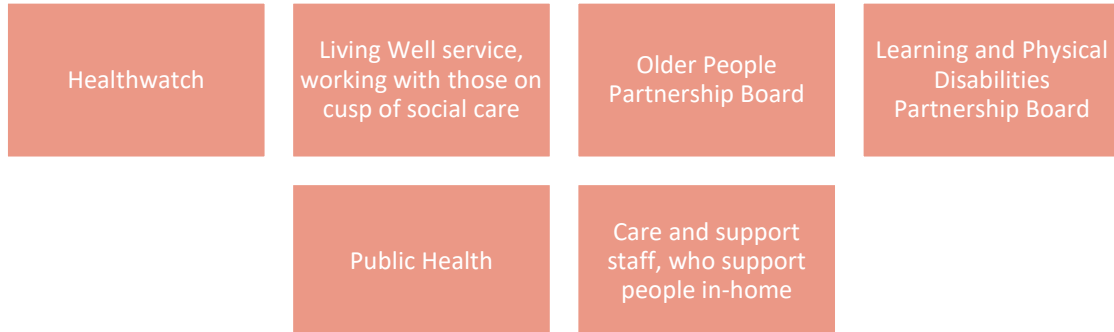 Healthwatch
Living Well service,
working with those on
cusp of social care
Older People
Partnership Board
Learning and Physical
Disabilities
Partnership Board
Public Health
Care and support
staff, who support
people in-home